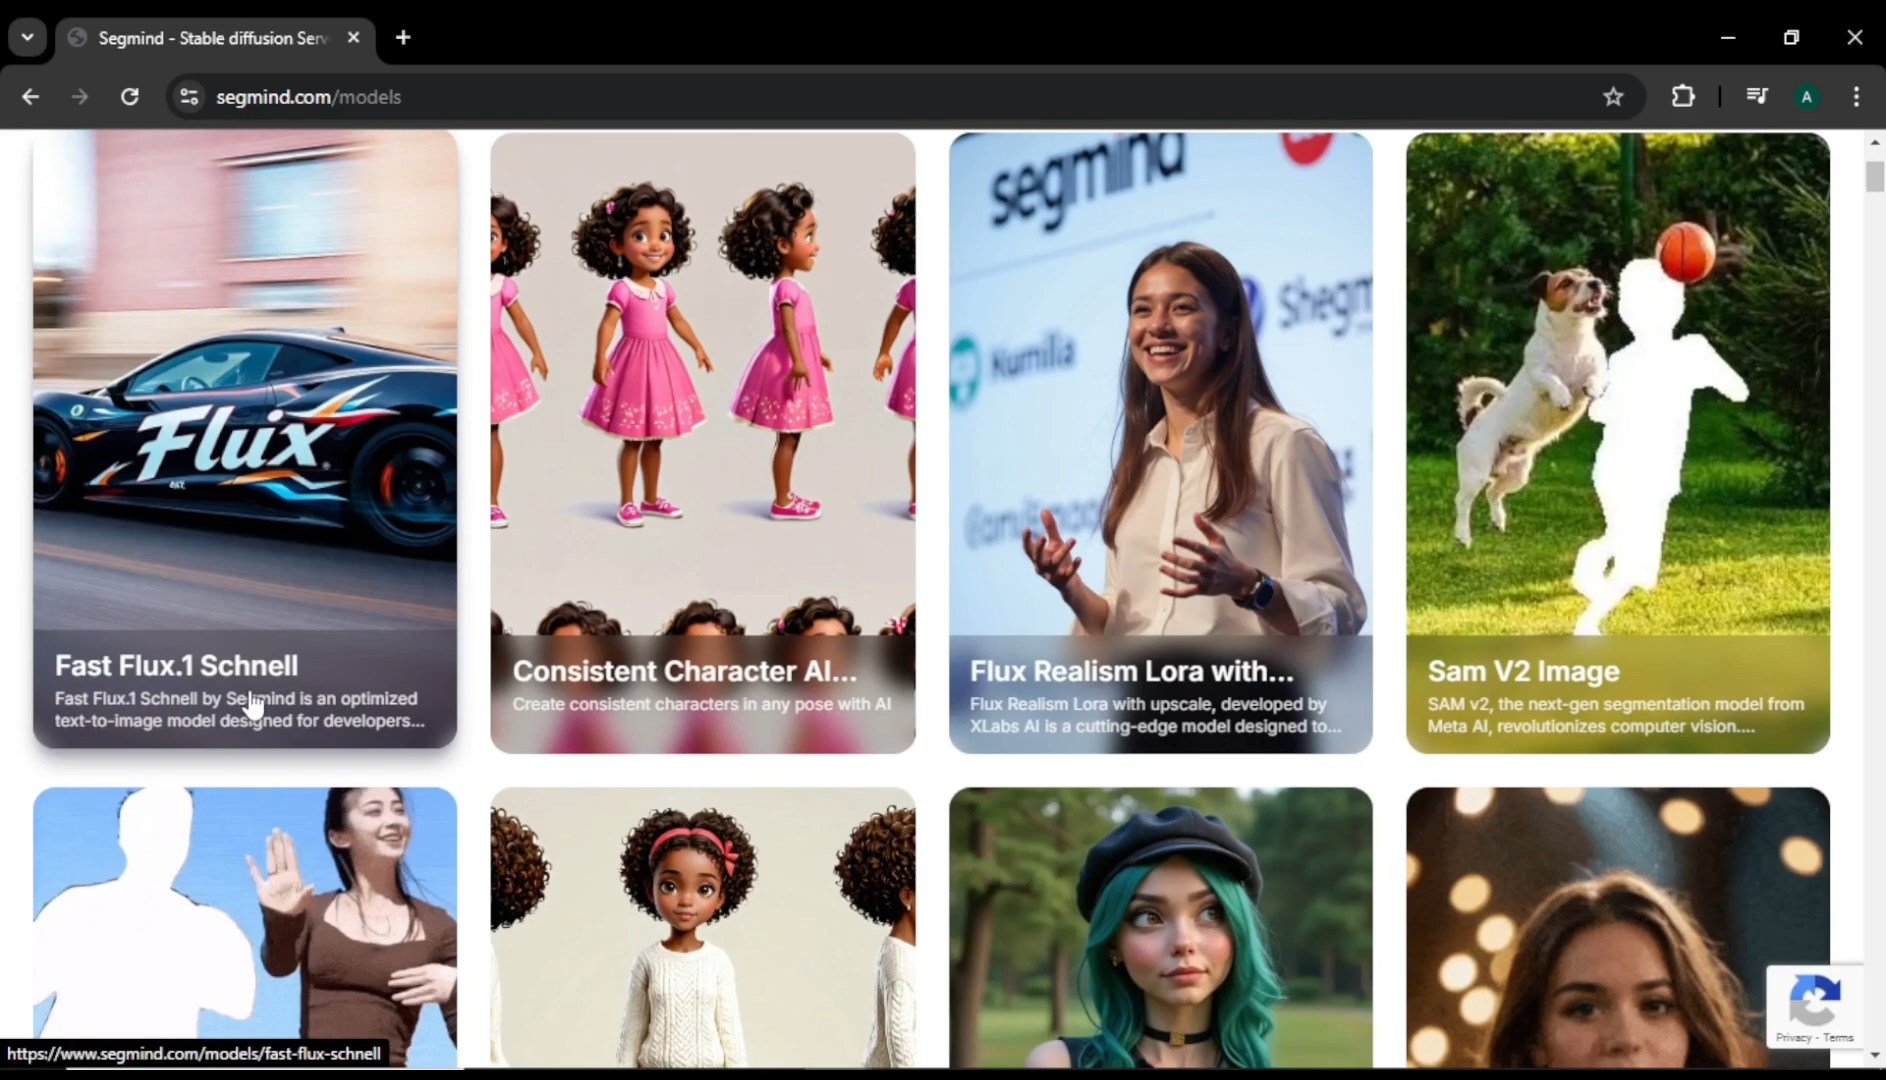 Segmind - Stable diffusion Serv
segmind.com/models
A
segmind
Kumilla
Shegm
Flux
Fast Flux.1 Schnell
Fast Flux.1 Schnell by Segmind is an optimized
text-to-image model designed for developers...
Consistent Character AI...
Create consistent characters in any pose with AI
Flux Realism Lora with...
Flux Realism Lora with upscale, developed by
XLabs AI is a cutting-edge model designed to...
Sam V2 Image
SAM v2, the next-gen segmentation model from
Meta AI, revolutionizes computer vision....
Privacy - Terms
https://www.segmind.com/models/fast-flux-schnell